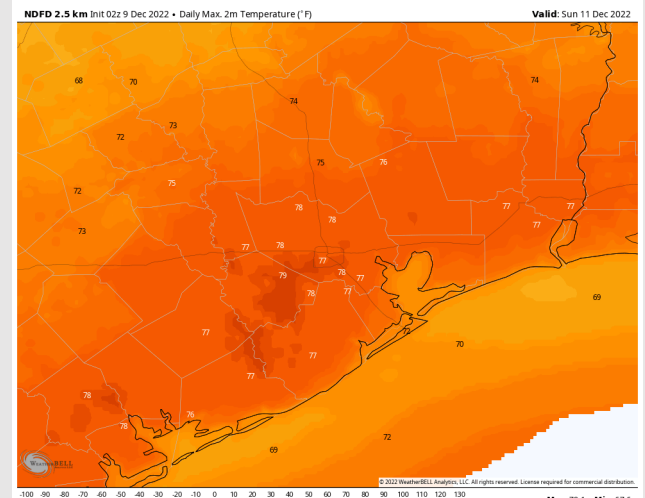 NDFD 2.5 km Init 02z 9 Dec 2022 • Daily Max. 2m Temperature (°F) Valid: Sun 11 Dec 2022
68 70 74 74
73
72
75 76
75
72
78 77 77
78 77
73
77 78
77
79 78 77
78 77
69
77 72
70
77
77
78
76
78
72
69
WeatherBELL
© 2022 WeatherBELL Analytics, LLC. All rights reserved. License required for commercial distribution.
-100 -90 -80 -70 -60 -50 -40 -30 -20 -10 0 10 20 30 40 50 60 70 80 90 100 110 120 130